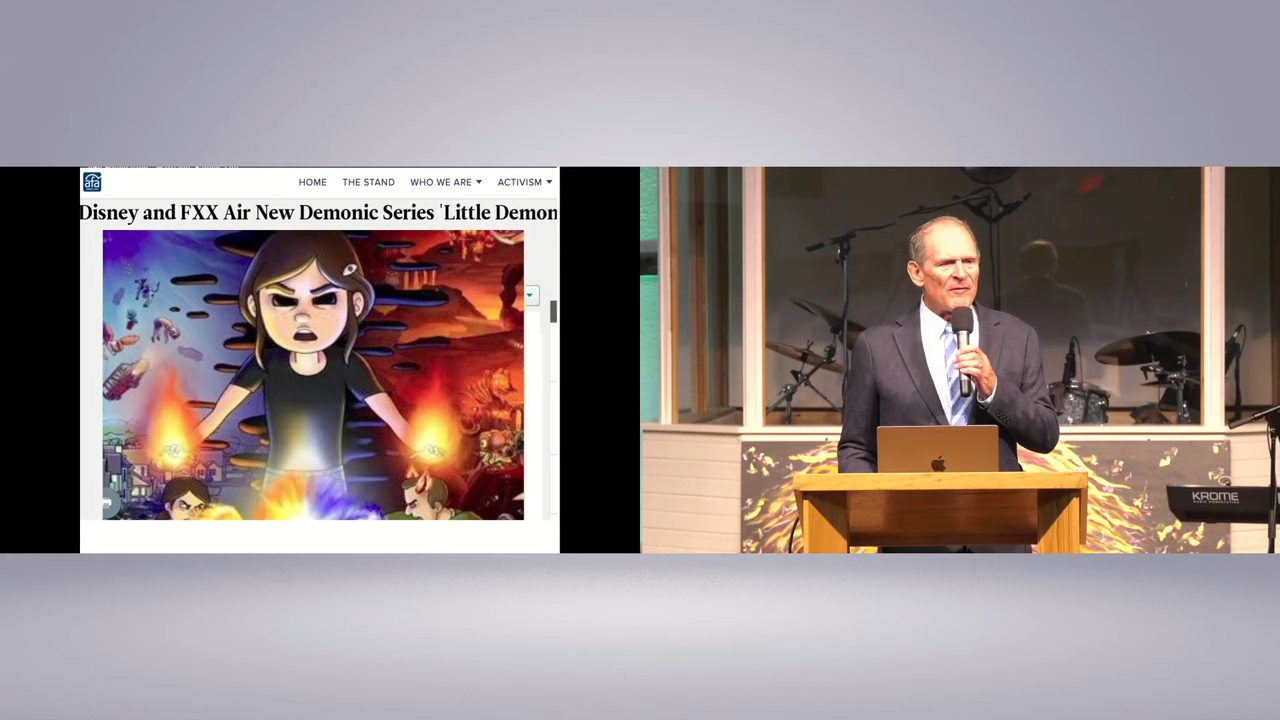 afa
HOME THE STAND WHO WE ARE ACTIVISM
Disney and FXX Air New Demonic Series 'Little Demon
KROME